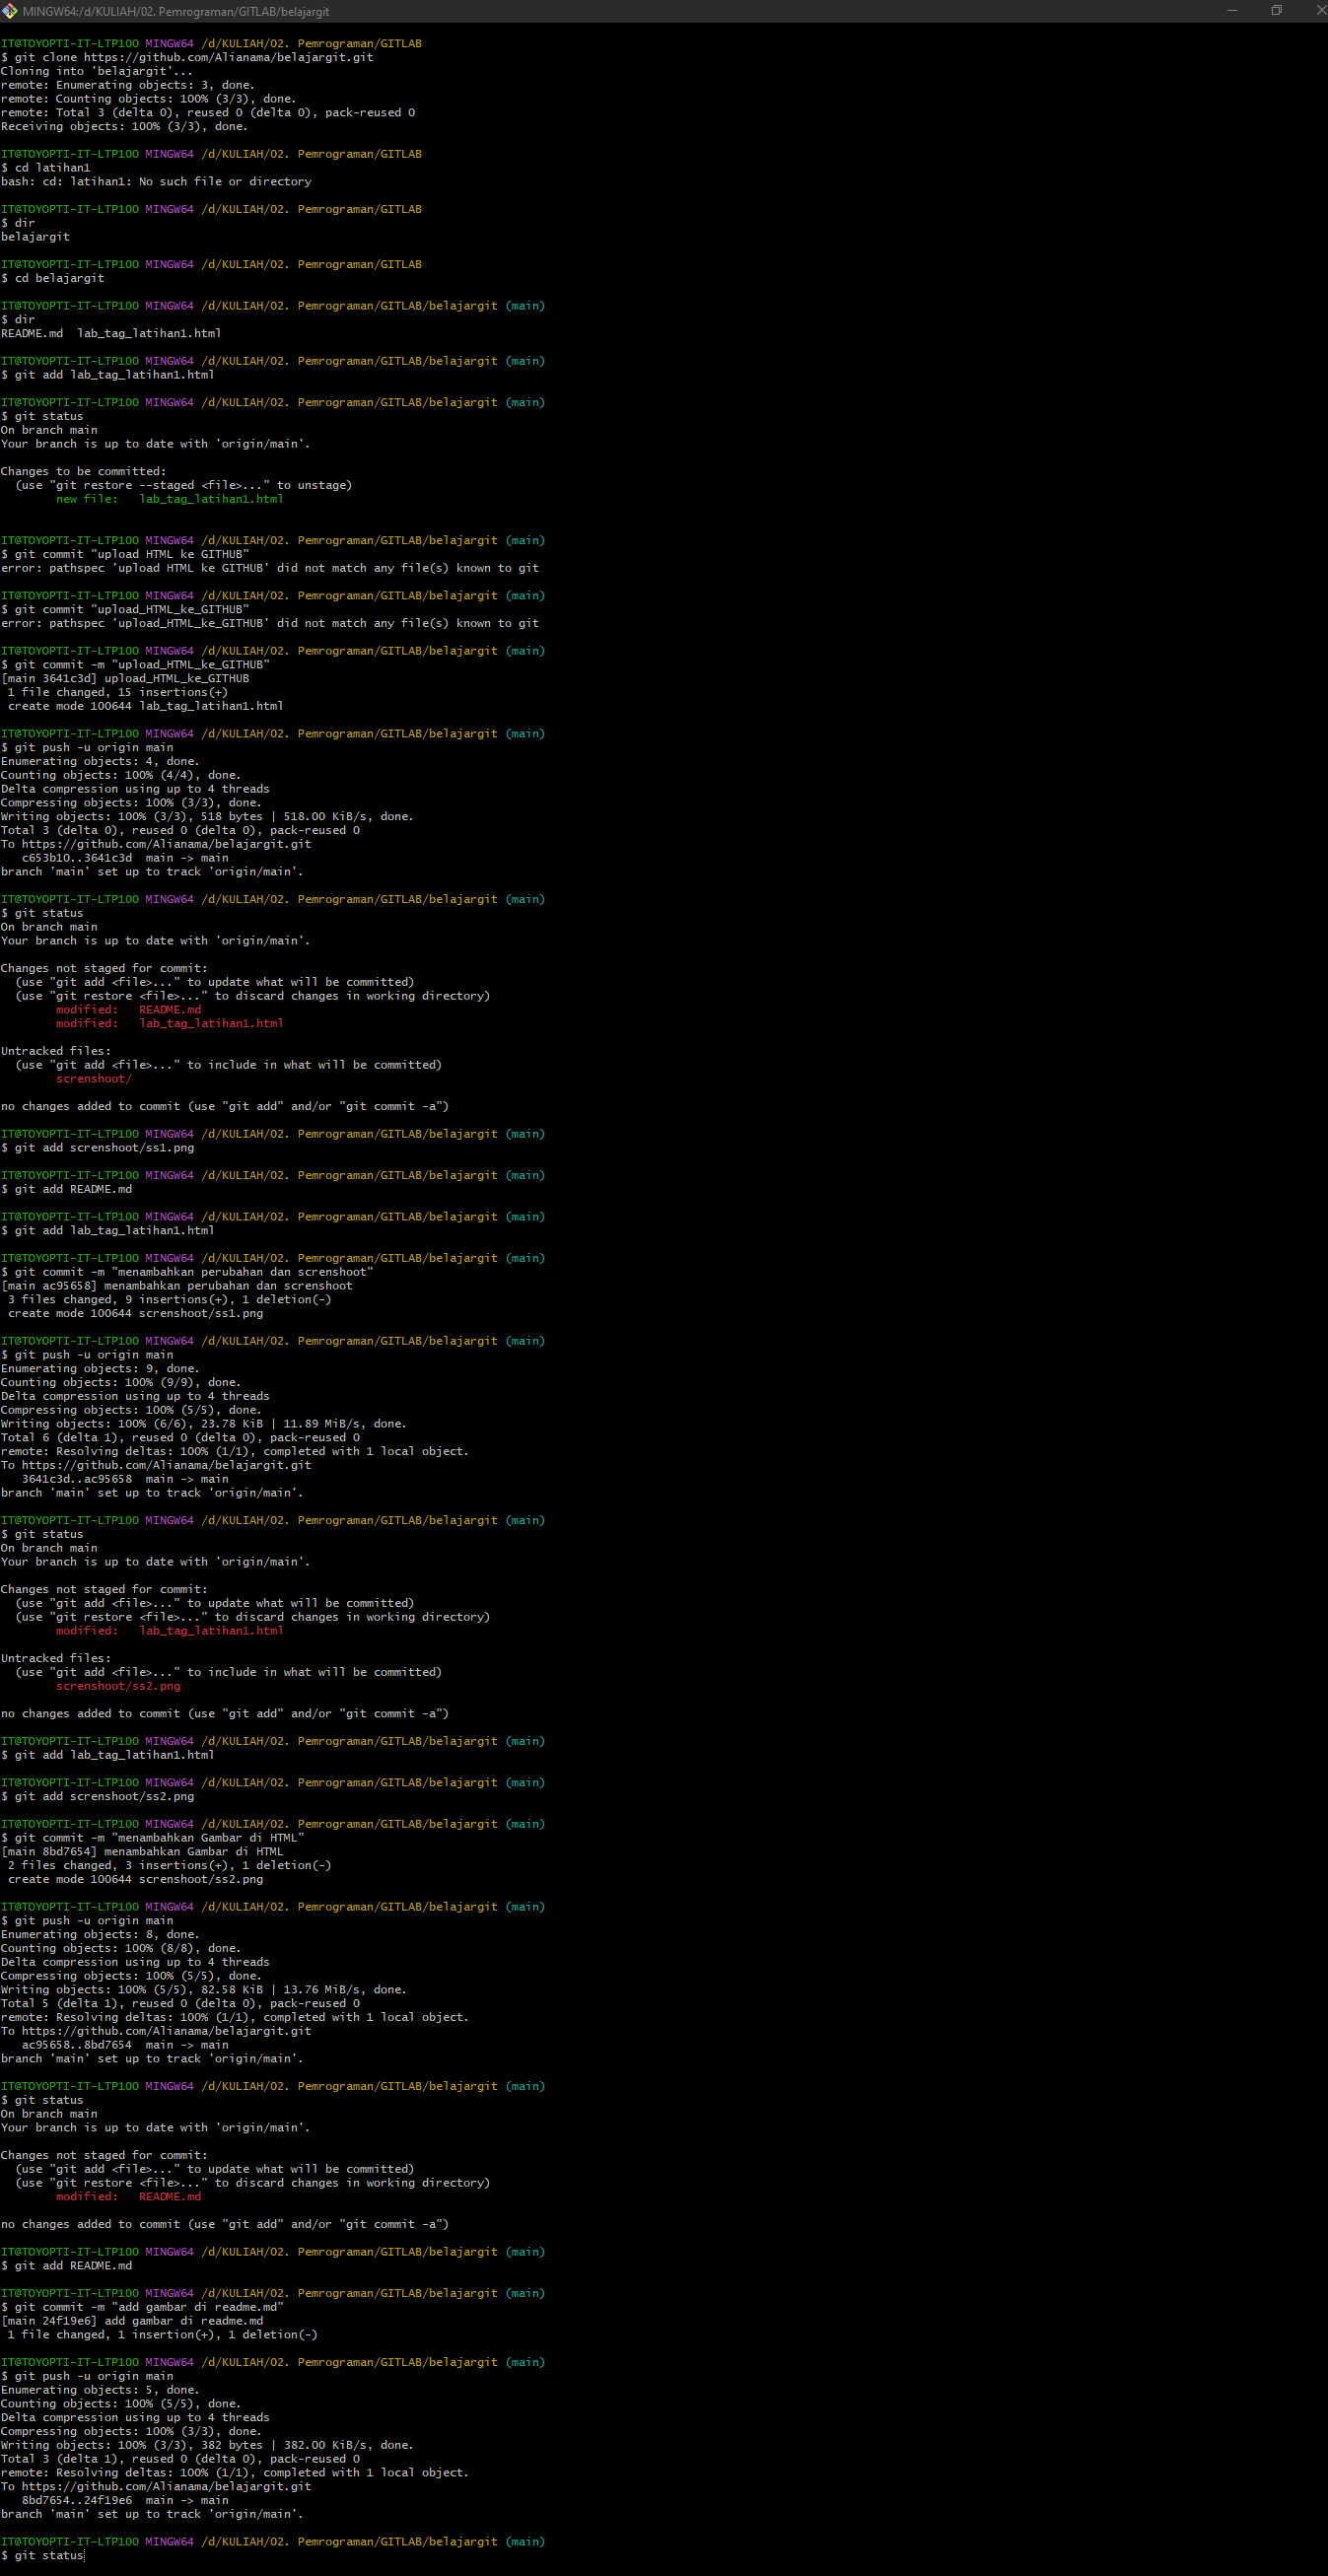 MINGW64:/d/KULIAH/02. Pemrograman/GITLAB/belajargit
IT@TOYOPTI-IT-LTP100 MINGW64 /d/KULIAH/02. Pemrograman/GITLAB
$ git clone https://github.com/Alianama/belajargit.git
Cloning into 'belajargit'...
remote: Enumerating objects: 3, done.
remote: Counting objects: 100% (3/3), done.
remote: Total 3 (delta 0), reused 0 (delta 0), pack-reused 0
Receiving objects: 100% (3/3), done.
IT@TOYOPTI-IT-LTP100 MINGW64 /d/KULIAH/02. Pemrograman/GITLAB
$ cd latihan1
bash: cd: latihan1: No such file or directory
IT@TOYOPTI-IT-LTP100 MINGW64 /d/KULIAH/02. Pemrograman/GITLAB
$ dir
belajargit
IT@TOYOPTI-IT-LTP100 MINGW64 /d/KULIAH/02. Pemrograman/GITLAB
$ cd belajargit
IT@TOYOPTI-IT-LTP100 MINGW64 /d/KULIAH/02. Pemrograman/GITLAB/belajargit (main)
$ dir
README.md  lab_tag_latihan1.html
IT@TOYOPTI-IT-LTP100 MINGW64 /d/KULIAH/02. Pemrograman/GITLAB/belajargit (main)
$ git add lab_tag_latihan1.html
IT@TOYOPTI-IT-LTP100 MINGW64 /d/KULIAH/02. Pemrograman/GITLAB/belajargit (main)
$ git status
On branch main
Your branch is up to date with 'origin/main'.
Changes to be committed:
  (use "git restore --staged <file>..." to unstage)
        new file:   lab_tag_latihan1.html
IT@TOYOPTI-IT-LTP100 MINGW64 /d/KULIAH/02. Pemrograman/GITLAB/belajargit (main)
$ git commit "upload HTML ke GITHUB"
error: pathspec 'upload HTML ke GITHUB' did not match any file(s) known to git
IT@TOYOPTI-IT-LTP100 MINGW64 /d/KULIAH/02. Pemrograman/GITLAB/belajargit (main)
$ git commit "upload_HTML_ke_GITHUB"
error: pathspec 'upload_HTML_ke_GITHUB' did not match any file(s) known to git
IT@TOYOPTI-IT-LTP100 MINGW64 /d/KULIAH/02. Pemrograman/GITLAB/belajargit (main)
$ git commit -m "upload_HTML_ke_GITHUB"
[main 3641c3d] upload_HTML_ke_GITHUB
 1 file changed, 15 insertions(+)
 create mode 100644 lab_tag_latihan1.html
IT@TOYOPTI-IT-LTP100 MINGW64 /d/KULIAH/02. Pemrograman/GITLAB/belajargit (main)
$ git push -u origin main
Enumerating objects: 4, done.
Counting objects: 100% (4/4), done.
Delta compression using up to 4 threads
Compressing objects: 100% (3/3), done.
Writing objects: 100% (3/3), 518 bytes | 518.00 KiB/s, done.
Total 3 (delta 0), reused 0 (delta 0), pack-reused 0
To https://github.com/Alianama/belajargit.git
   c653b10..3641c3d  main -> main
branch 'main' set up to track 'origin/main'.
IT@TOYOPTI-IT-LTP100 MINGW64 /d/KULIAH/02. Pemrograman/GITLAB/belajargit (main)
$ git status
On branch main
Your branch is up to date with 'origin/main'.
Changes not staged for commit:
  (use "git add <file>..." to update what will be committed)
  (use "git restore <file>..." to discard changes in working directory)
        modified:   README.md
        modified:   lab_tag_latihan1.html
Untracked files:
  (use "git add <file>..." to include in what will be committed)
        screnshoot/
no changes added to commit (use "git add" and/or "git commit -a")
IT@TOYOPTI-IT-LTP100 MINGW64 /d/KULIAH/02. Pemrograman/GITLAB/belajargit (main)
$ git add screnshoot/ss1.png
IT@TOYOPTI-IT-LTP100 MINGW64 /d/KULIAH/02. Pemrograman/GITLAB/belajargit (main)
$ git add README.md
IT@TOYOPTI-IT-LTP100 MINGW64 /d/KULIAH/02. Pemrograman/GITLAB/belajargit (main)
$ git add lab_tag_latihan1.html
IT@TOYOPTI-IT-LTP100 MINGW64 /d/KULIAH/02. Pemrograman/GITLAB/belajargit (main)
$ git commit -m "menambahkan perubahan dan screnshoot"
[main ac95658] menambahkan perubahan dan screnshoot
 3 files changed, 9 insertions(+), 1 deletion(-)
 create mode 100644 screnshoot/ss1.png
IT@TOYOPTI-IT-LTP100 MINGW64 /d/KULIAH/02. Pemrograman/GITLAB/belajargit (main)
$ git push -u origin main
Enumerating objects: 9, done.
Counting objects: 100% (9/9), done.
Delta compression using up to 4 threads
Compressing objects: 100% (5/5), done.
Writing objects: 100% (6/6), 23.78 KiB | 11.89 MiB/s, done.
Total 6 (delta 1), reused 0 (delta 0), pack-reused 0
remote: Resolving deltas: 100% (1/1), completed with 1 local object.
To https://github.com/Alianama/belajargit.git
   3641c3d..ac95658  main -> main
branch 'main' set up to track 'origin/main'.
IT@TOYOPTI-IT-LTP100 MINGW64 /d/KULIAH/02. Pemrograman/GITLAB/belajargit (main)
$ git status
On branch main
Your branch is up to date with 'origin/main'.
Changes not staged for commit:
  (use "git add <file>..." to update what will be committed)
  (use "git restore <file>..." to discard changes in working directory)
        modified:   lab_tag_latihan1.html
Untracked files:
  (use "git add <file>..." to include in what will be committed)
        screnshoot/ss2.png
no changes added to commit (use "git add" and/or "git commit -a")
IT@TOYOPTI-IT-LTP100 MINGW64 /d/KULIAH/02. Pemrograman/GITLAB/belajargit (main)
$ git add lab_tag_latihan1.html
IT@TOYOPTI-IT-LTP100 MINGW64 /d/KULIAH/02. Pemrograman/GITLAB/belajargit (main)
$ git add screnshoot/ss2.png
IT@TOYOPTI-IT-LTP100 MINGW64 /d/KULIAH/02. Pemrograman/GITLAB/belajargit (main)
$ git commit -m "menambahkan Gambar di HTML"
[main 8bd7654] menambahkan Gambar di HTML
 2 files changed, 3 insertions(+), 1 deletion(-)
 create mode 100644 screnshoot/ss2.png
IT@TOYOPTI-IT-LTP100 MINGW64 /d/KULIAH/02. Pemrograman/GITLAB/belajargit (main)
$ git push -u origin main
Enumerating objects: 8, done.
Counting objects: 100% (8/8), done.
Delta compression using up to 4 threads
Compressing objects: 100% (5/5), done.
Writing objects: 100% (5/5), 82.58 KiB | 13.76 MiB/s, done.
Total 5 (delta 1), reused 0 (delta 0), pack-reused 0
remote: Resolving deltas: 100% (1/1), completed with 1 local object.
To https://github.com/Alianama/belajargit.git
   ac95658..8bd7654  main -> main
branch 'main' set up to track 'origin/main'.
IT@TOYOPTI-IT-LTP100 MINGW64 /d/KULIAH/02. Pemrograman/GITLAB/belajargit (main)
$ git status
On branch main
Your branch is up to date with 'origin/main'.
Changes not staged for commit:
  (use "git add <file>..." to update what will be committed)
  (use "git restore <file>..." to discard changes in working directory)
        modified:   README.md
no changes added to commit (use "git add" and/or "git commit -a")
IT@TOYOPTI-IT-LTP100 MINGW64 /d/KULIAH/02. Pemrograman/GITLAB/belajargit (main)
$ git add README.md
IT@TOYOPTI-IT-LTP100 MINGW64 /d/KULIAH/02. Pemrograman/GITLAB/belajargit (main)
$ git commit -m "add gambar di readme.md"
[main 24f19e6] add gambar di readme.md
 1 file changed, 1 insertion(+), 1 deletion(-)
IT@TOYOPTI-IT-LTP100 MINGW64 /d/KULIAH/02. Pemrograman/GITLAB/belajargit (main)
$ git push -u origin main
Enumerating objects: 5, done.
Counting objects: 100% (5/5), done.
Delta compression using up to 4 threads
Compressing objects: 100% (3/3), done.
Writing objects: 100% (3/3), 382 bytes | 382.00 KiB/s, done.
Total 3 (delta 1), reused 0 (delta 0), pack-reused 0
remote: Resolving deltas: 100% (1/1), completed with 1 local object.
To https://github.com/Alianama/belajargit.git
   8bd7654..24f19e6  main -> main
branch 'main' set up to track 'origin/main'.
IT@TOYOPTI-IT-LTP100 MINGW64 /d/KULIAH/02. Pemrograman/GITLAB/belajargit (main)
$ git status